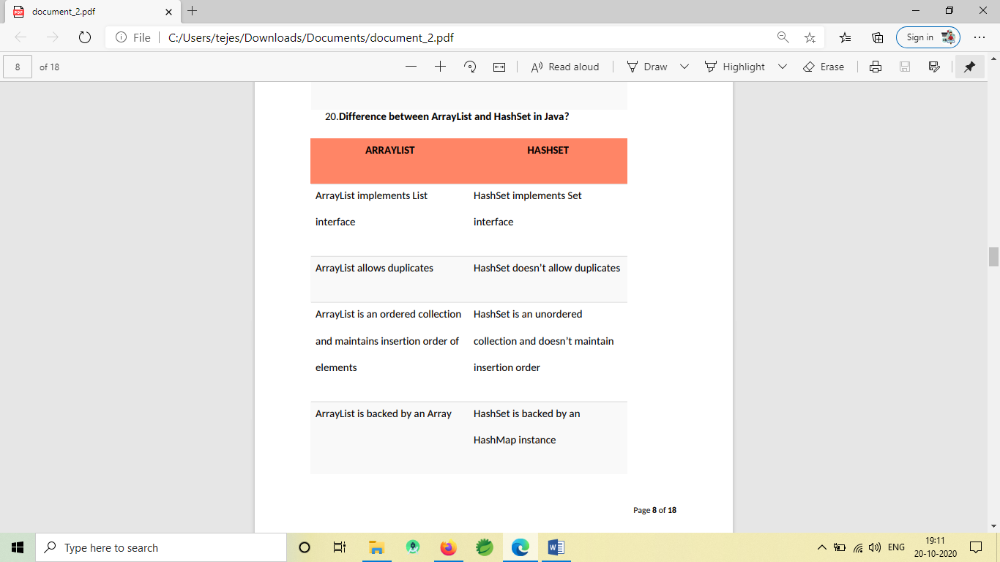 document_2.pdf
File
C:/Users/tejes/Downloads/Documents/document_2.pdf
Sign in
8 of 18
Read aloud
Draw
Highlight
Erase
20.Difference between ArrayList and HashSet in Java?
ARRAYLIST HASHSET
ArrayList implements List
interface
HashSet implements Set
interface
ArrayList allows duplicates
HashSet doesn’t allow duplicates
ArrayList is an ordered collection
and maintains insertion order of
elements
HashSet is an unordered
collection and doesn’t maintain
insertion order
ArrayList is backed by an Array
HashSet is backed by an
HashMap instance
Page 8 of 18
Type here to search
ENG
19:11
20-10-2020